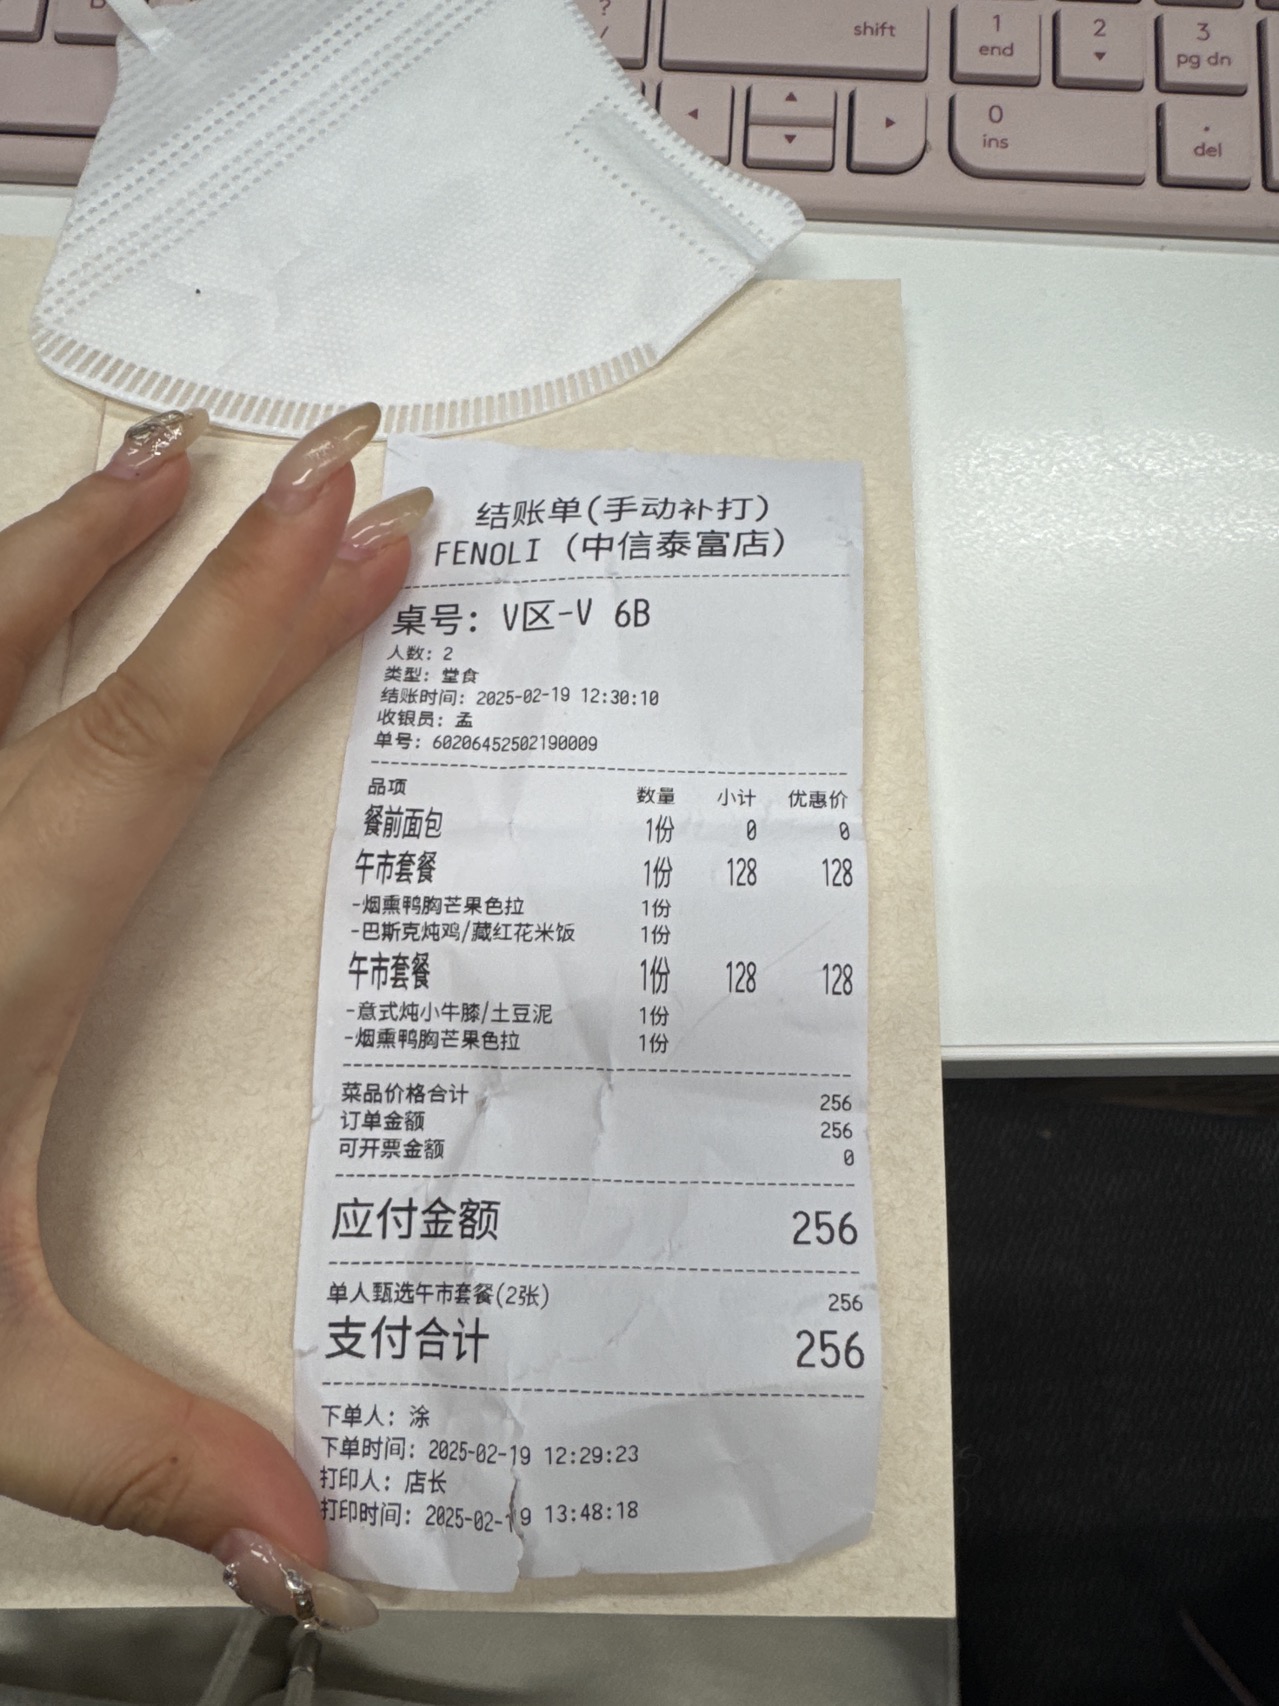 ?
/
shift
1
end
2
3
pg dn
0
ins
.
del
结账单(手动补打)
FENOLI (中信泰富店)
桌号: V区-V 6B
人数: 2
类型: 堂食
结账时间: 2025-02-19 12:30:10
收银员: 孟
单号: 60206452502190009
品项 数量 小计 优惠价
餐前面包 1份 0 0
午市套餐 1份 128 128
-烟熏鸭胸芒果色拉 1份
-巴斯克炖鸡/藏红花米饭 1份
午市套餐 1份 128 128
-意式炖小牛膝/土豆泥 1份
-烟熏鸭胸芒果色拉 1份
菜品价格合计 256
订单金额 256
可开票金额 0
应付金额 256
单人甄选午市套餐(2张) 256
支付合计 256
下单人: 涂
下单时间: 2025-02-19 12:29:23
打印人: 店长
打印时间: 2025-02-19 13:48:18